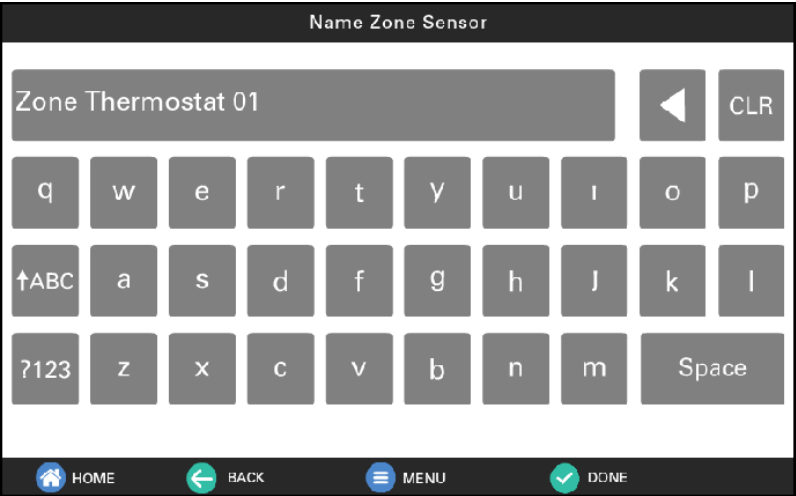 Name Zone Sensor
Zone Thermostat 01
CLR
q w e r t y u i o p
ABC a s d f g h j k l
?123 z x c v b n m Space
HOME BACK MENU DONE